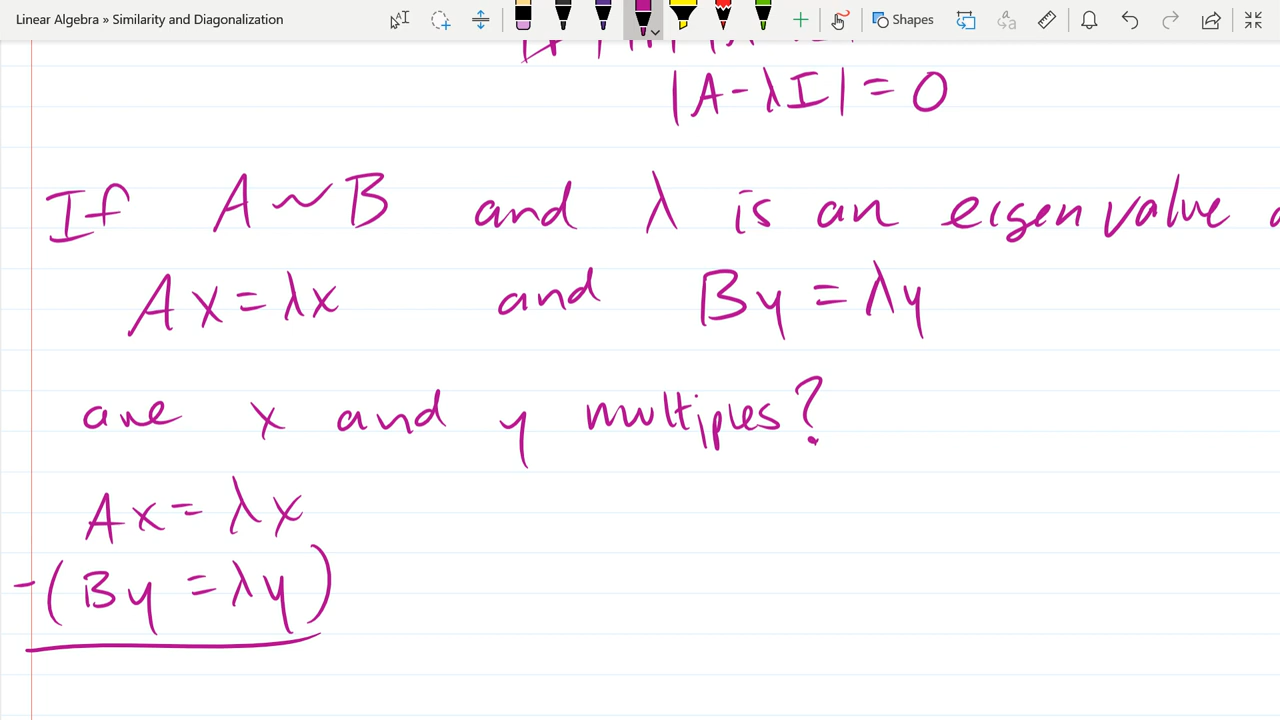 Linear Algebra » Similarity and Diagonalization
Shapes
|A-λI| = 0
If A ~ B and λ is an eigenvalue
Ax = λx and By = λy
are x and y multiples?
Ax = λx
-(By = λy)